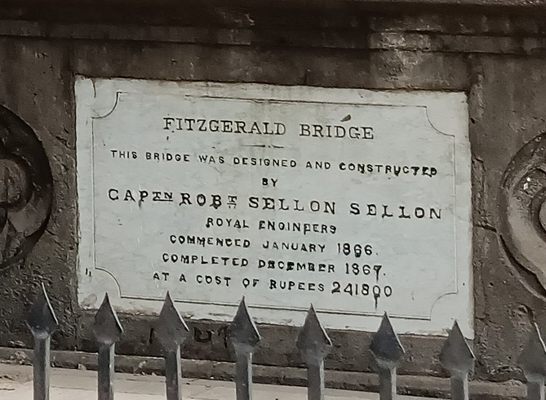 FITZGERALD BRIDGE
THIS BRIDGE WAS DESIGNED AND CONSTRUCTED
BY
CAPTN ROBT SELLON SELLON
ROYAL ENGINEERS
COMMENCED JANUARY 1866.
COMPLETED DECEMBER 1867.
AT A COST OF RUPEES 241800